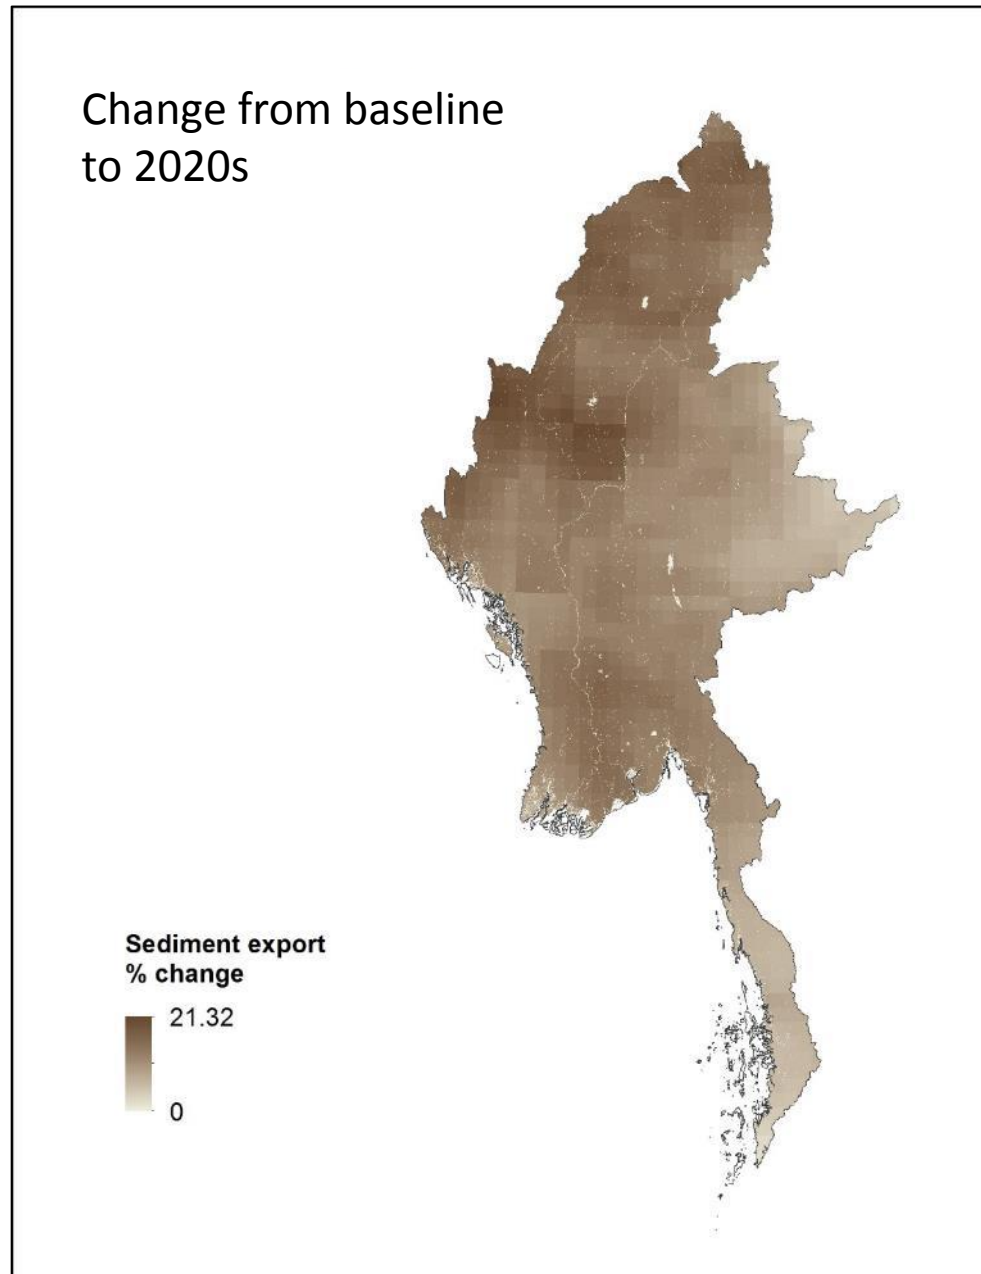 Change from baseline
to 2020s
Sediment export
% change
21.32
0